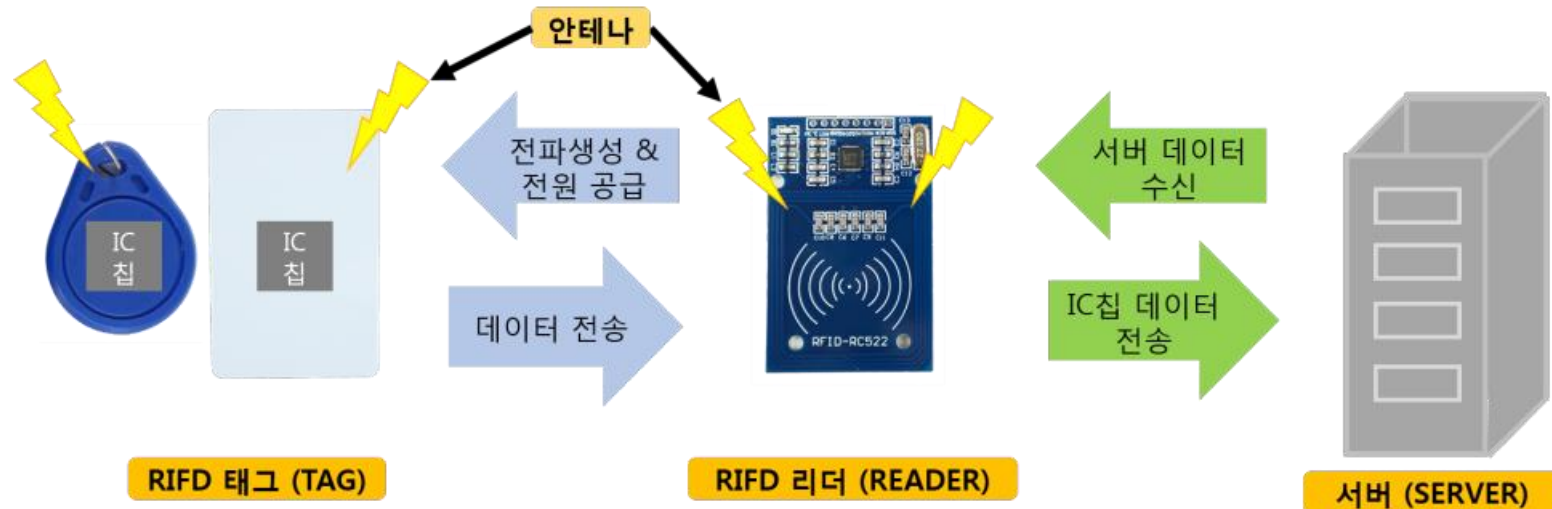 안테나
IC
칩
IC
칩
전파생성 &
전원 공급
데이터 전송
RFID-RC522
서버 데이터
수신
IC칩 데이터
전송
RIFD 태그 (TAG)
RIFD 리더 (READER)
서버 (SERVER)